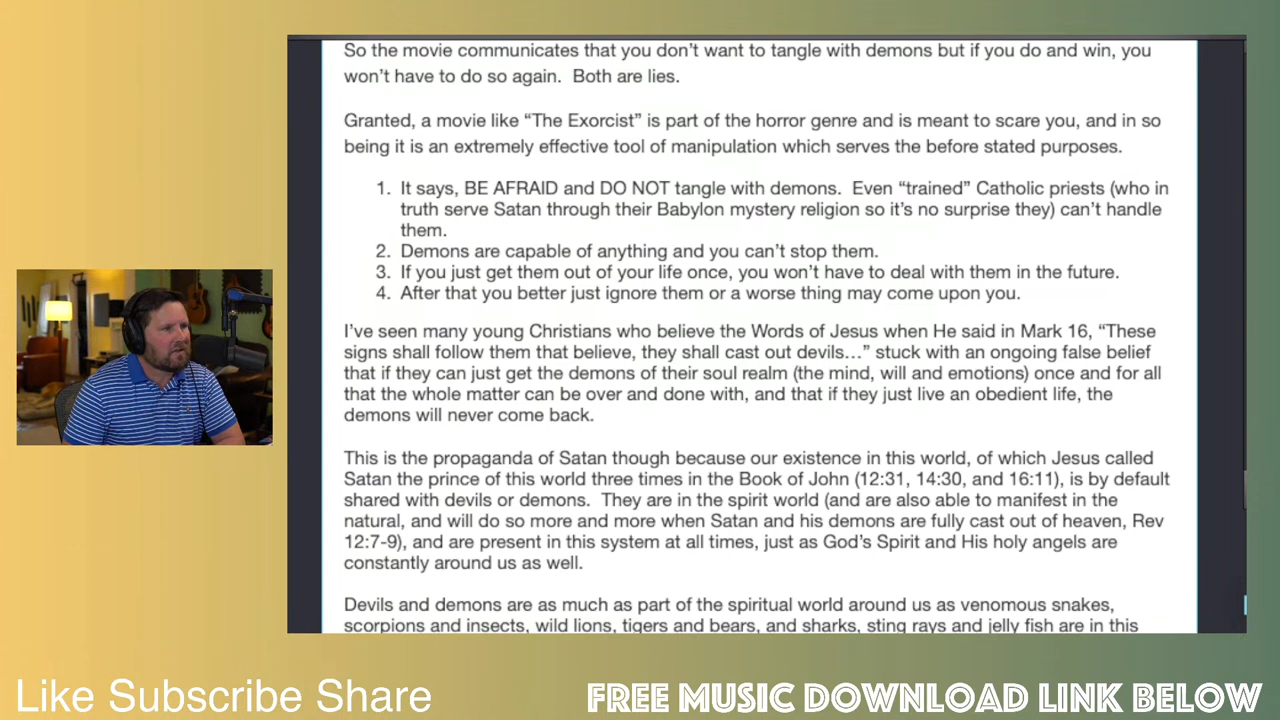 So the movie communicates that you don’t want to tangle with demons but if you do and win, you
won’t have to do so again.  Both are lies.
Granted, a movie like “The Exorcist” is part of the horror genre and is meant to scare you, and in so
being it is an extremely effective tool of manipulation which serves the before stated purposes.
1. It says, BE AFRAID and DO NOT tangle with demons.  Even “trained” Catholic priests (who in
truth serve Satan through their Babylon mystery religion so it’s no surprise they) can’t handle
them.
2. Demons are capable of anything and you can’t stop them.
3. If you just get them out of your life once, you won’t have to deal with them in the future.
4. After that you better just ignore them or a worse thing may come upon you.
I’ve seen many young Christians who believe the Words of Jesus when He said in Mark 16, “These
signs shall follow them that believe, they shall cast out devils…” stuck with an ongoing false belief
that if they can just get the demons of their soul realm (the mind, will and emotions) once and for all
that the whole matter can be over and done with, and that if they just live an obedient life, the
demons will never come back.
This is the propaganda of Satan though because our existence in this world, of which Jesus called
Satan the prince of this world three times in the Book of John (12:31, 14:30, and 16:11), is by default
shared with devils or demons.  They are in the spirit world (and are also able to manifest in the
natural, and will do so more and more when Satan and his demons are fully cast out of heaven, Rev
12:7-9), and are present in this system at all times, just as God’s Spirit and His holy angels are
constantly around us as well.
Devils and demons are as much as part of the spiritual world around us as venomous snakes,
scorpions and insects, wild lions, tigers and bears, and sharks, sting rays and jelly fish are in this
Like Subscribe Share
FREE MUSIC DOWNLOAD LINK BELOW